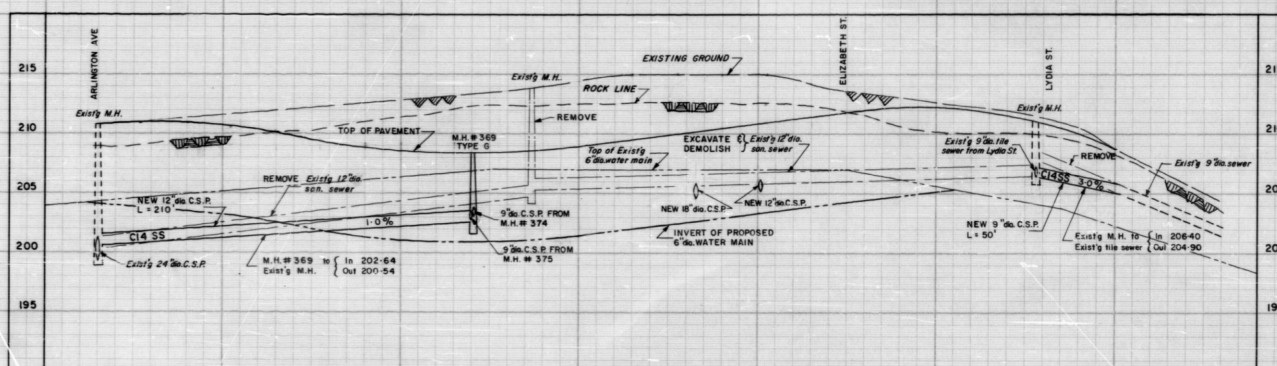 215
210
205
200
195
21
21
20
20
19
ARLINGTON AVE
ELIZABETH ST.
LYDIA ST.
Exist'g M.H.
Exist'g M.H.
Exist'g M.H.
EXISTING GROUND
ROCK LINE
TOP OF PAVEMENT
M.H. # 369
TYPE G
REMOVE
EXCAVATE &
DEMOLISH
Exist'g 12" dia.
san. sewer
Top of Exist'g
6" dia. water main
Exist'g 9" dia. tile
sewer from Lydia St.
REMOVE
Exist'g 9" dia. sewer
REMOVE Exist'g 12" dia.
san. sewer
NEW 12" dia. C.S.P.
L = 210'
C14 SS
1·0 %
9" dia. C.S.P. FROM
M.H. # 374
9" dia. C.S.P. FROM
M.H. # 375
NEW 18" dia. C.S.P.
NEW 12" dia. C.S.P.
INVERT OF PROPOSED
6" dia. WATER MAIN
C14SS 3·0%
NEW 9" dia. C.S.P.
L = 50'
Exist'g M.H. to { In 206·40
Exist'g tile sewer { Out 204·90
Exist'g 24" dia. C.S.P.
M.H. # 369 to { In 202·64
Exist'g M.H. { Out 200·54